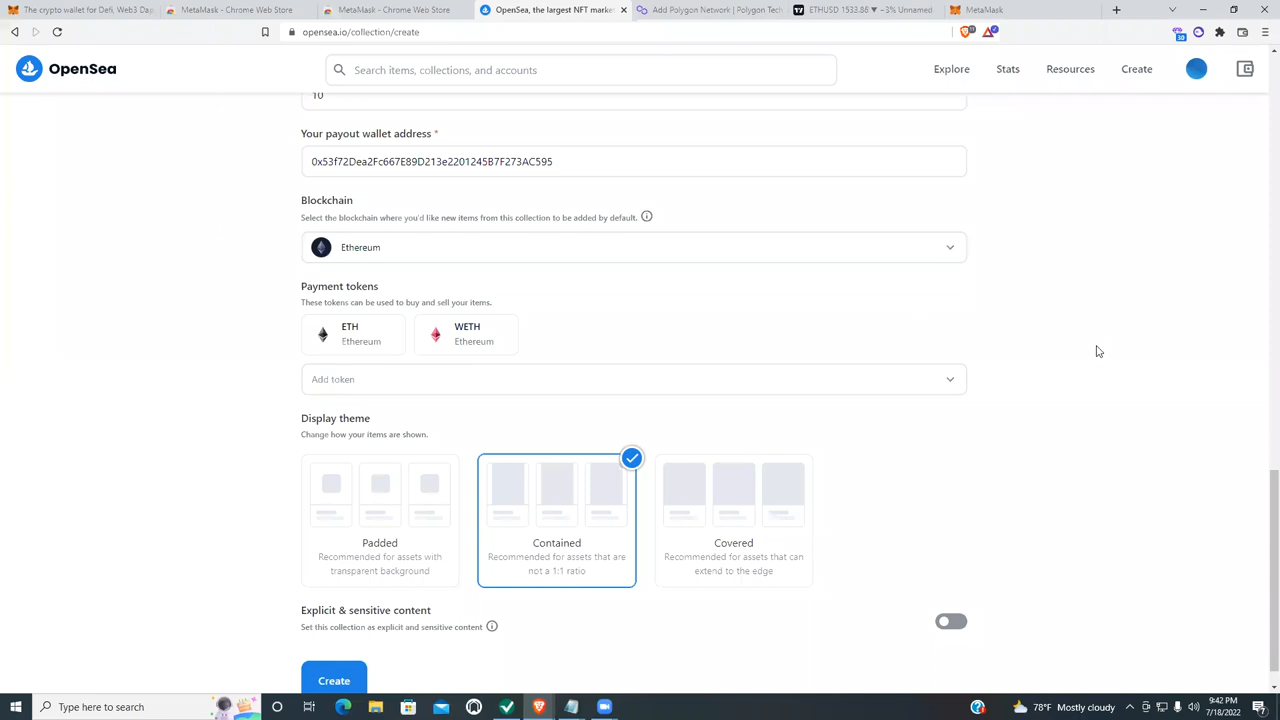 The crypto wallet for Defi, Web3 Dap
MetaMask - Chrome Web Store
MetaMask - Chrome Web Store
OpenSea, the largest NFT market
Add Polygon Network | Polygon Tech
ETHUSD 1533.88 ▼ −3% Unnamed
MetaMask
opensea.io/collection/create
OpenSea
Search items, collections, and accounts
Explore
Stats
Resources
Create
10
Your payout wallet address *
0x53f72Dea2Fc667E89D213e2201245B7F273AC595
Blockchain
Select the blockchain where you'd like new items from this collection to be added by default.
Ethereum
Payment tokens
These tokens can be used to buy and sell your items.
ETH
Ethereum
WETH
Ethereum
Add token
Display theme
Change how your items are shown.
Padded
Recommended for assets with
transparent background
Contained
Recommended for assets that are
not a 1:1 ratio
Covered
Recommended for assets that can
extend to the edge
Explicit & sensitive content
Set this collection as explicit and sensitive content
Create
Type here to search
78°F Mostly cloudy
9:42 PM
7/18/2022